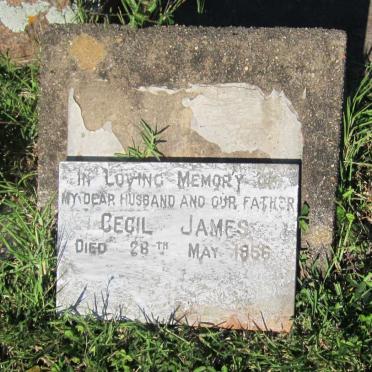 IN LOVING MEMORY OF
MY DEAR HUSBAND AND OUR FATHER
CECIL JAMES
DIED 28TH MAY 1956